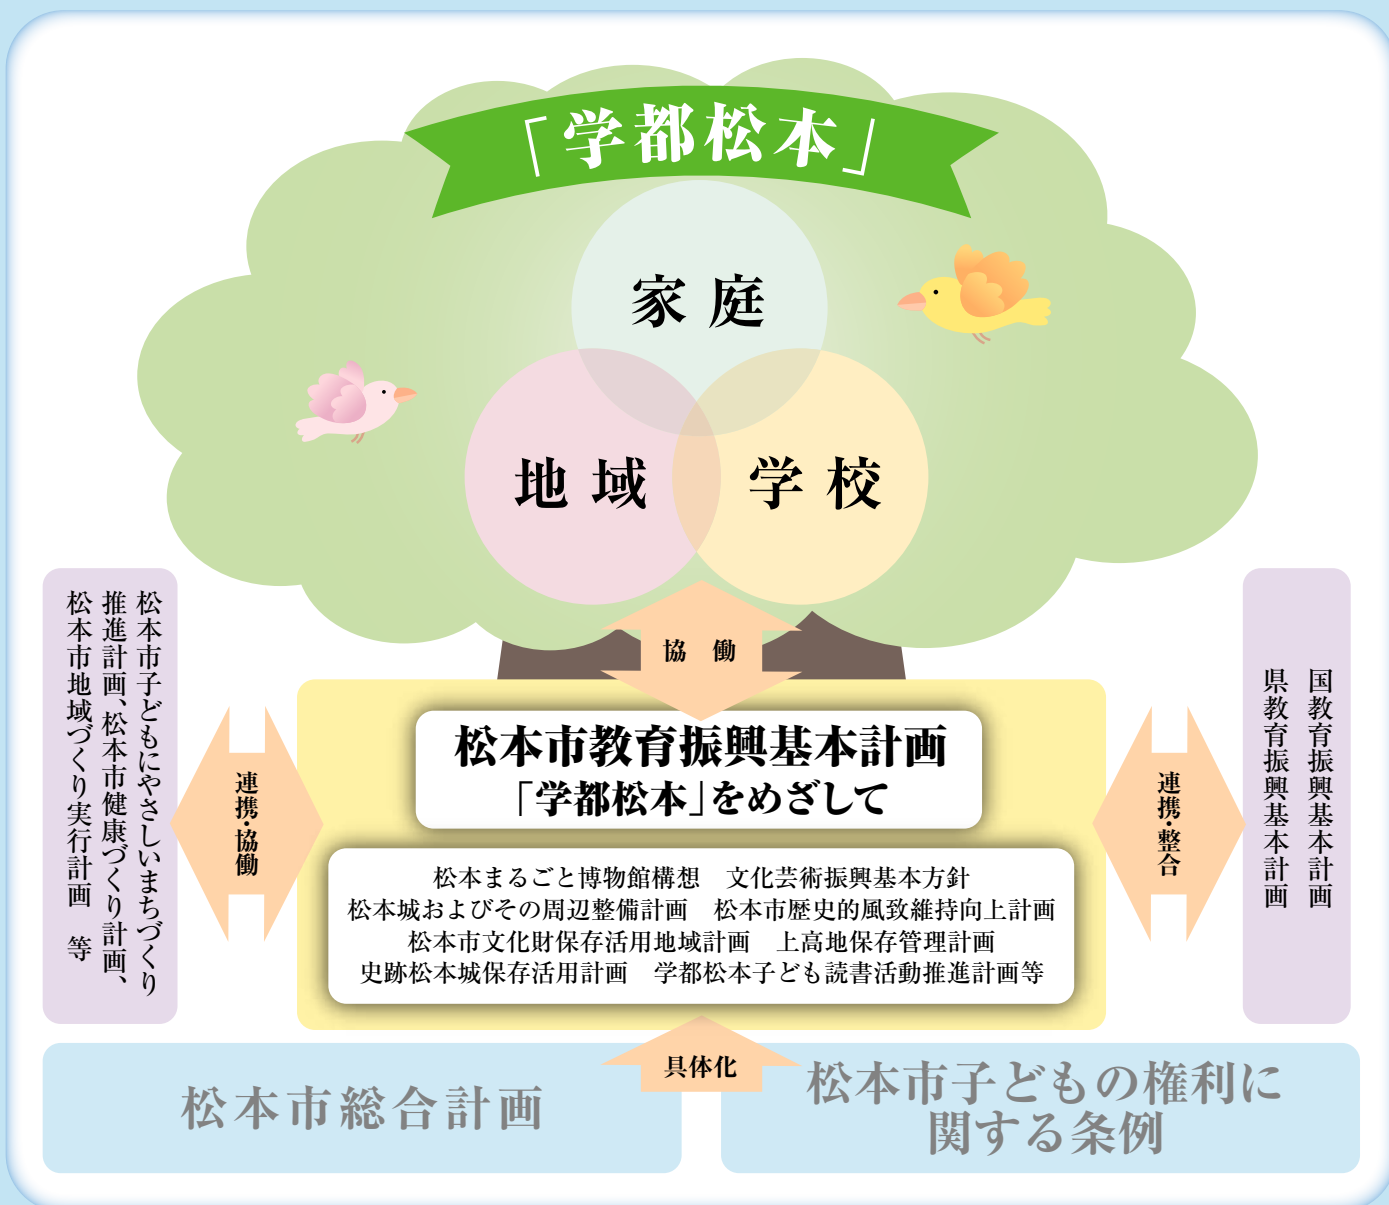 「学都松本」
家庭
地域
学校
協働
松本市教育振興基本計画
「学都松本」をめざして
松本まるごと博物館構想　文化芸術振興基本方針
松本城およびその周辺整備計画　松本市歴史的風致維持向上計画
松本市文化財保存活用地域計画　上高地保存管理計画
史跡松本城保存活用計画　学都松本子ども読書活動推進計画等
松本市子どもにやさしいまちづくり
推進計画、松本市健康づくり計画、
松本市地域づくり実行計画　等
連携・協働
連携・整合
国教育振興基本計画
県教育振興基本計画
具体化
松本市総合計画
松本市子どもの権利に
関する条例